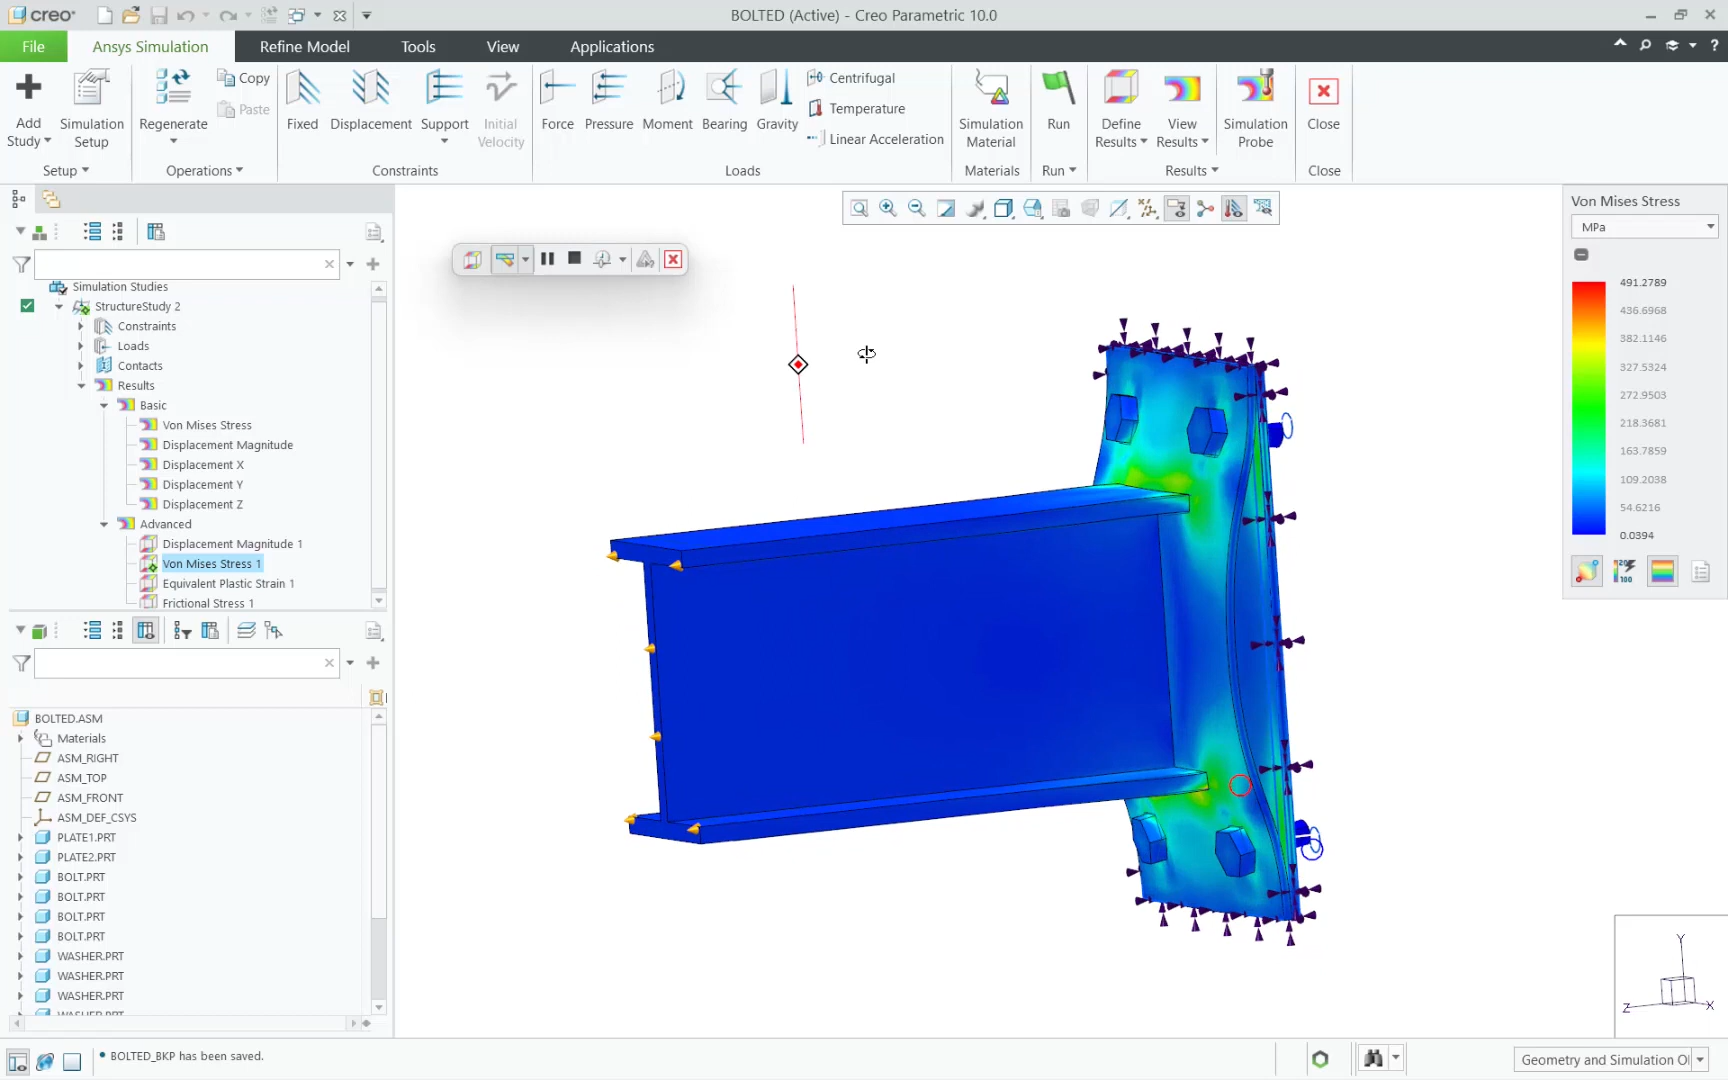 creo®
BOLTED (Active) - Creo Parametric 10.0
File
Ansys Simulation
Refine Model
Tools
View
Applications
?
Add
Study
Simulation
Setup
Setup
Regenerate
Copy
Paste
Operations
Fixed
Displacement
Support
Initial
Velocity
Constraints
Force
Pressure
Moment
Bearing
Gravity
Centrifugal
Temperature
Linear Acceleration
Loads
Simulation
Material
Materials
Run
Run
Define
Results
View
Results
Simulation
Probe
Results
Close
Close
Simulation Studies
StructureStudy 2
Constraints
Loads
Contacts
Results
Basic
Von Mises Stress
Displacement Magnitude
Displacement X
Displacement Y
Displacement Z
Advanced
Displacement Magnitude 1
Von Mises Stress 1
Equivalent Plastic Strain 1
Frictional Stress 1
BOLTED.ASM
Materials
ASM_RIGHT
ASM_TOP
ASM_FRONT
ASM_DEF_CSYS
PLATE1.PRT
PLATE2.PRT
BOLT.PRT
BOLT.PRT
BOLT.PRT
BOLT.PRT
WASHER.PRT
WASHER.PRT
WASHER.PRT
WASHER.PRT
Von Mises Stress
MPa
491.2789
436.6968
382.1146
327.5324
272.9503
218.3681
163.7859
109.2038
54.6216
0.0394
100
Y
Z
X
• BOLTED_BKP has been saved.
Geometry and Simulation Ol